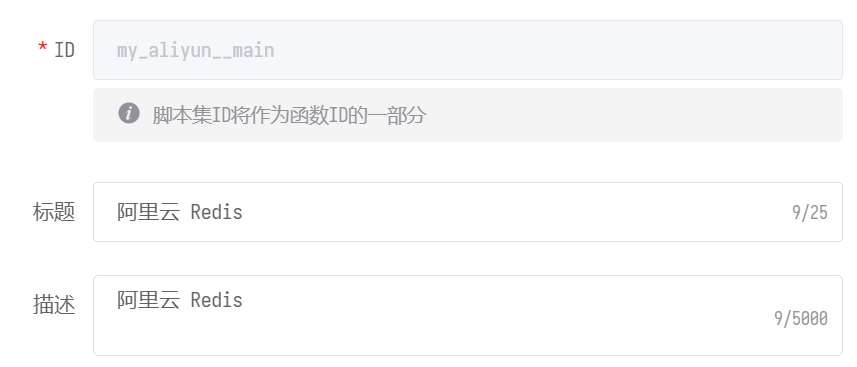 * ID my_aliyun__main
脚本集ID将作为函数ID的一部分
标题 阿里云 Redis 9/25
描述 阿里云 Redis
9/5000